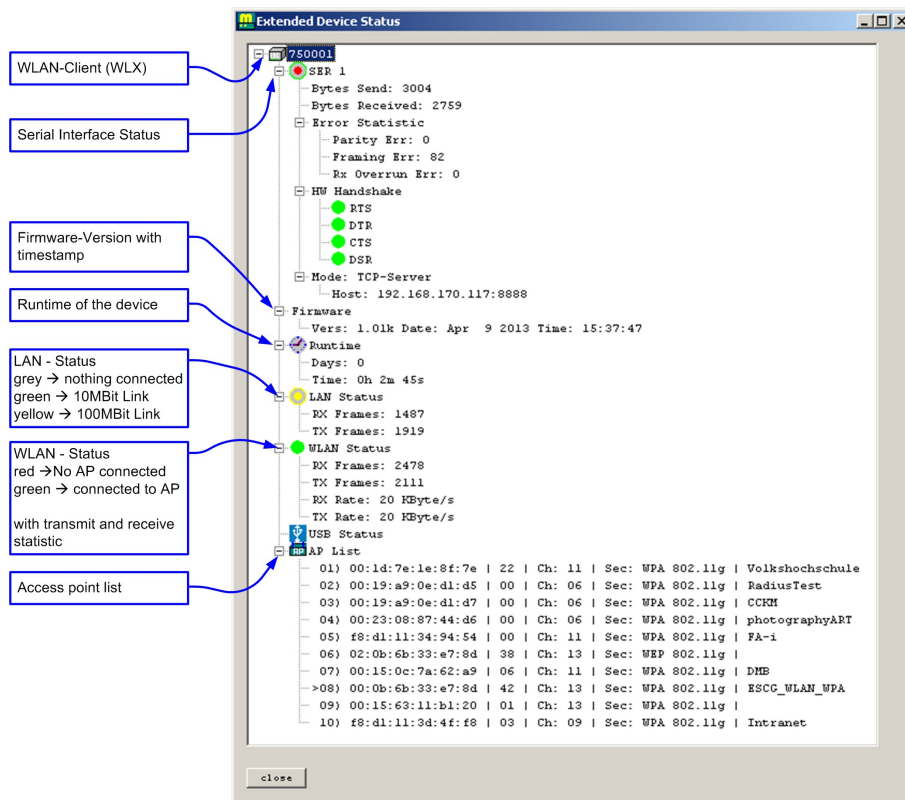 Extended Device Status
WLAN-Client (WLX)
Serial Interface Status
Firmware-Version with
timestamp
Runtime of the device
LAN - Status
grey → nothing connected
green → 10MBit Link
yellow → 100MBit Link
WLAN - Status
red →No AP connected
green → connected to AP
with transmit and receive
statistic
Access point list
750001
SER 1
Bytes Send: 3004
Bytes Received: 2759
Error Statistic
Parity Err: 0
Framing Err: 82
Rx Overrun Err: 0
HW Handshake
RTS
DTR
CTS
DSR
Mode: TCP-Server
Host: 192.168.170.117:8888
Firmware
Vers: 1.01k Date: Apr  9 2013 Time: 15:37:47
Runtime
Days: 0
Time: 0h 2m 45s
LAN Status
RX Frames: 1487
TX Frames: 1919
WLAN Status
RX Frames: 2478
TX Frames: 2111
RX Rate: 20 KByte/s
TX Rate: 20 KByte/s
USB Status
AP AP List
01) 00:1d:7e:1e:8f:7e | 22 | Ch: 11 | Sec: WPA 802.11g | Volkshochschule
02) 00:19:a9:0e:d1:d5 | 00 | Ch: 06 | Sec: WPA 802.11g | RadiusTest
03) 00:19:a9:0e:d1:d7 | 00 | Ch: 06 | Sec: WPA 802.11g | CCKM
04) 00:23:08:87:44:d6 | 00 | Ch: 06 | Sec: WPA 802.11g | photographyART
05) f8:d1:11:34:94:54 | 00 | Ch: 11 | Sec: WPA 802.11g | FA-i
06) 02:0b:6b:33:e7:8d | 38 | Ch: 13 | Sec: WEP 802.11g |
07) 00:15:0c:7a:62:a9 | 06 | Ch: 11 | Sec: WPA 802.11g | DMB
>08) 00:0b:6b:33:e7:8d | 42 | Ch: 13 | Sec: WPA 802.11g | ESCG_WLAN_WPA
09) 00:15:63:11:b1:20 | 01 | Ch: 13 | Sec: WPA 802.11g |
10) f8:d1:11:3d:4f:f8 | 03 | Ch: 09 | Sec: WPA 802.11g | Intranet
close